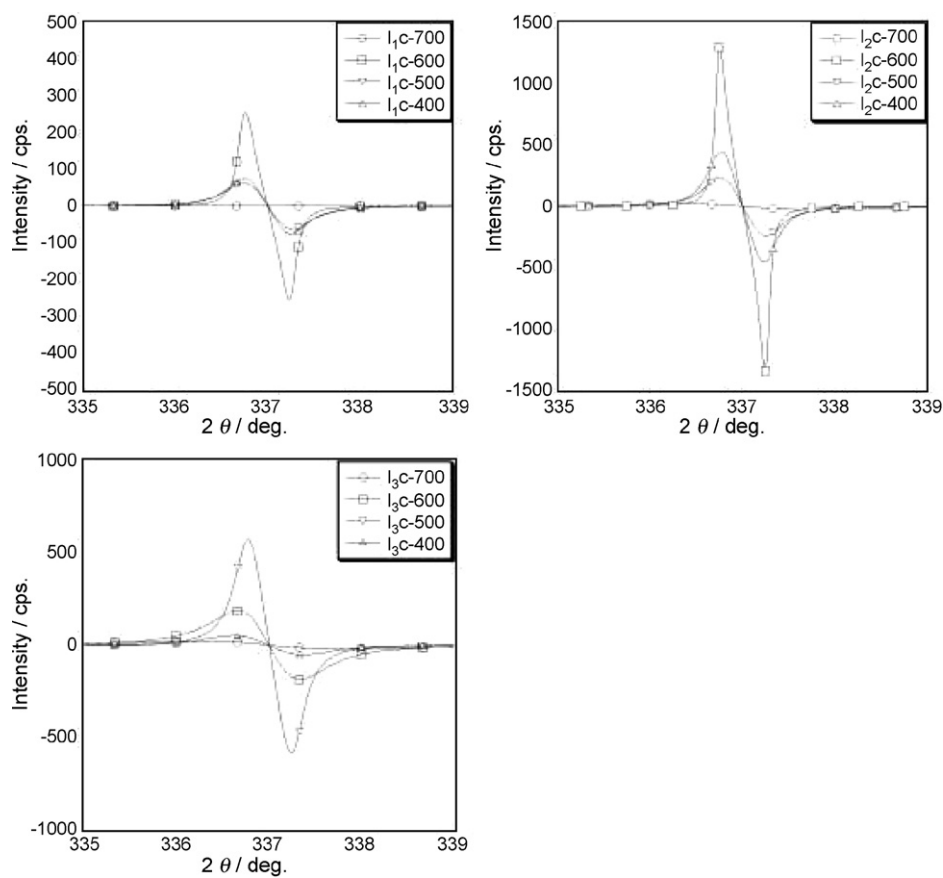 500
400
300
200
100
0
-100
-200
-300
-400
-500
Intensity / cps.
335 336 337 338 339
2 θ / deg.
I₁c-700
I₁c-600
I₁c-500
I₁c-400
1500
1000
500
0
-500
-1000
-1500
Intensity / cps.
335 336 337 338 339
2 θ / deg.
I₂c-700
I₂c-600
I₂c-500
I₂c-400
1000
500
0
-500
-1000
Intensity / cps.
335 336 337 338 339
2 θ / deg.
I₃c-700
I₃c-600
I₃c-500
I₃c-400